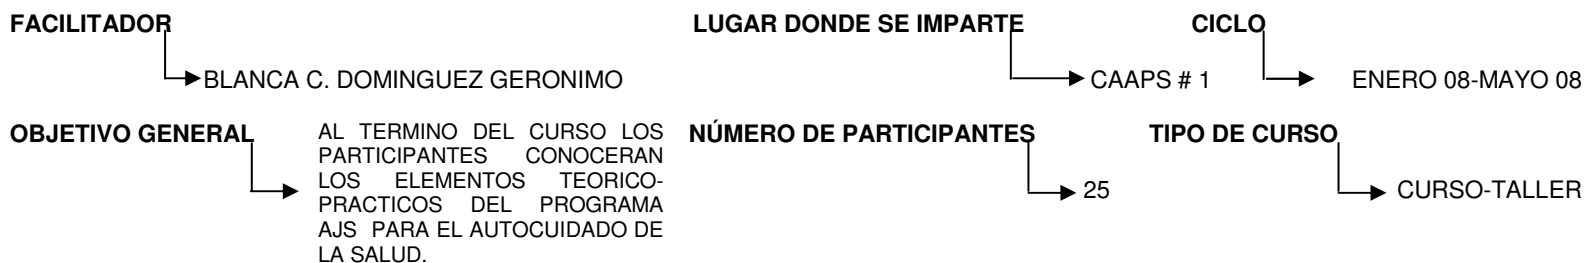 FACILITADOR
BLANCA C. DOMINGUEZ GERONIMO
LUGAR DONDE SE IMPARTE
CAAPS # 1
CICLO
ENERO 08-MAYO 08
OBJETIVO GENERAL
AL TERMINO DEL CURSO LOS
PARTICIPANTES CONOCERAN
LOS ELEMENTOS TEORICO-
PRACTICOS DEL PROGRAMA
AJS PARA EL AUTOCUIDADO DE
LA SALUD.
NÚMERO DE PARTICIPANTES
25
TIPO DE CURSO
CURSO-TALLER